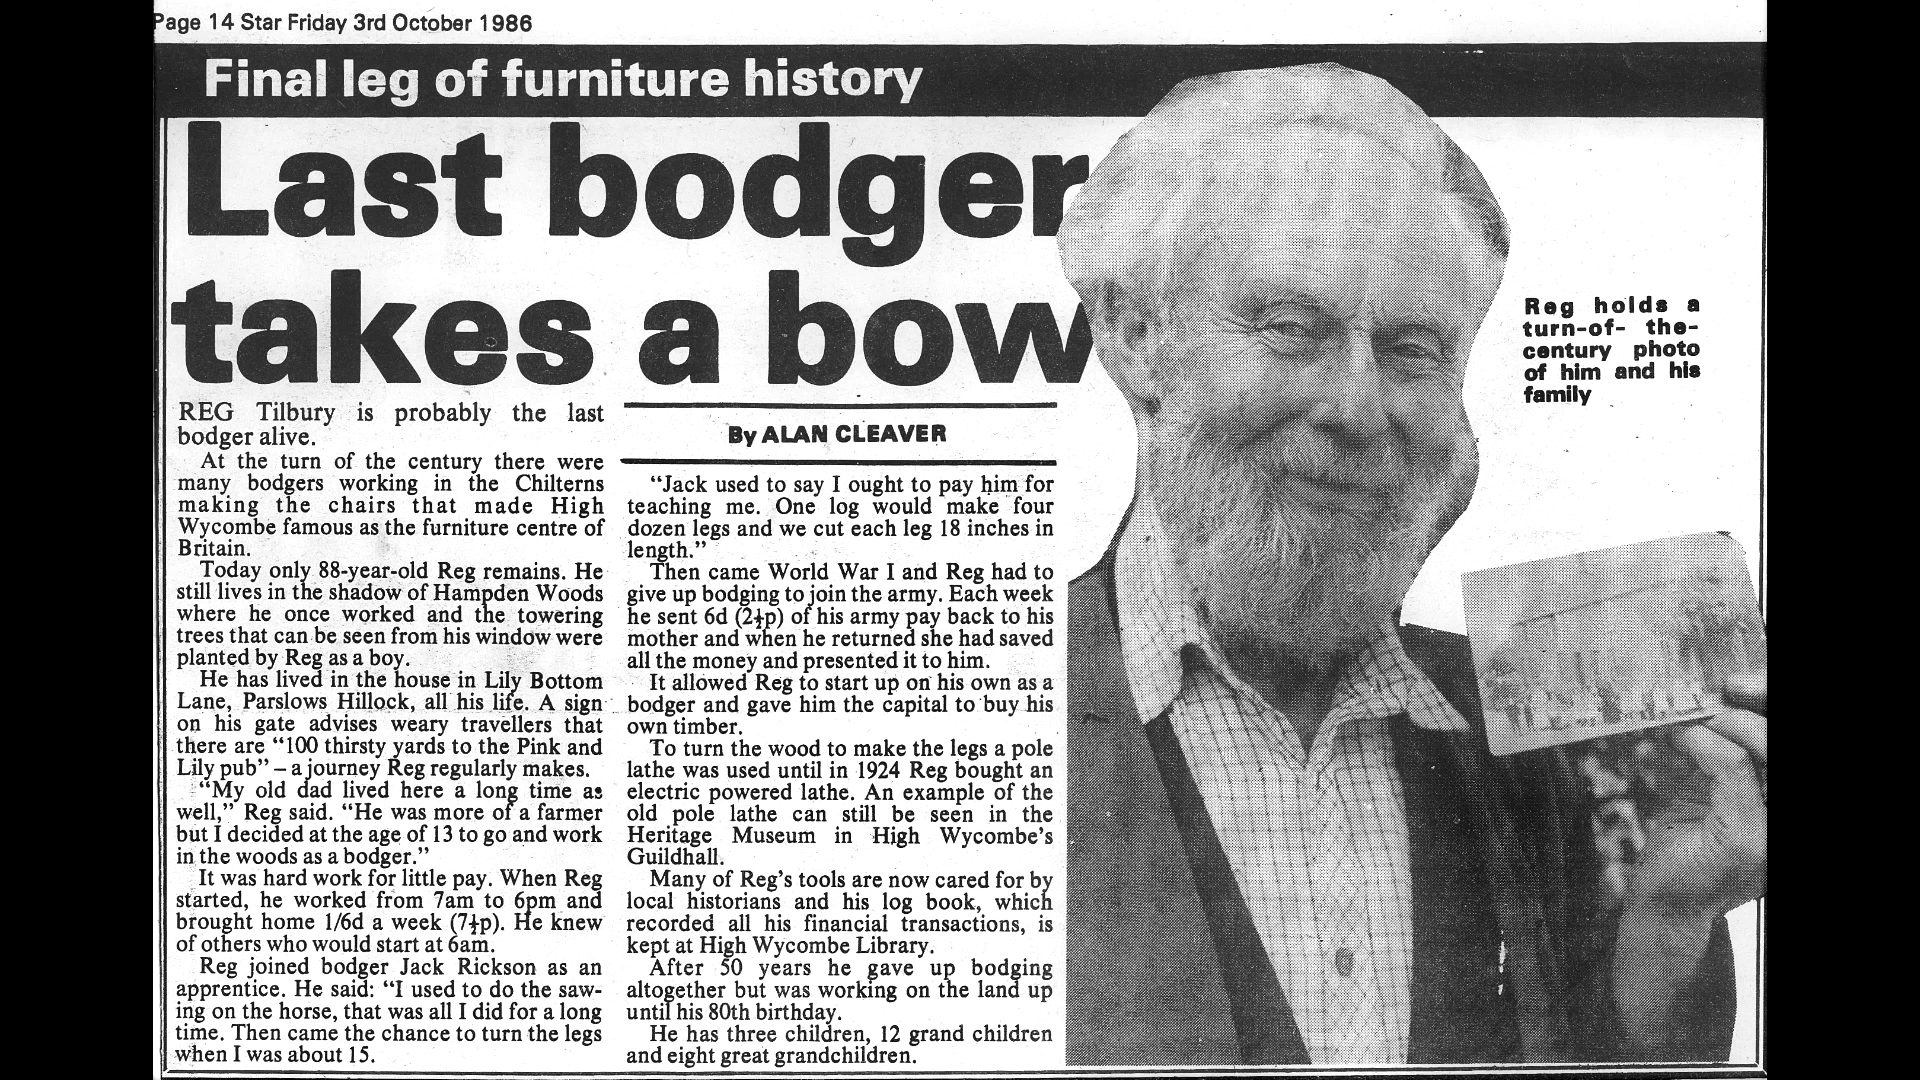 Page 14 Star Friday 3rd October 1986
Final leg of furniture history
Last bodger
takes a bow
REG Tilbury is probably the last
bodger alive.
At the turn of the century there were
many bodgers working in the Chilterns
making the chairs that made High
Wycombe famous as the furniture centre of
Britain.
Today only 88-year-old Reg remains. He
still lives in the shadow of Hampden Woods
where he once worked and the towering
trees that can be seen from his window were
planted by Reg as a boy.
He has lived in the house in Lily Bottom
Lane, Parslows Hillock, all his life. A sign
on his gate advises weary travellers that
there are “100 thirsty yards to the Pink and
Lily pub” – a journey Reg regularly makes.
“My old dad lived here a long time as
well,” Reg said. “He was more of a farmer
but I decided at the age of 13 to go and work
in the woods as a bodger.”
It was hard work for little pay. When Reg
started, he worked from 7am to 6pm and
brought home 1/6d a week (7½p). He knew
of others who would start at 6am.
Reg joined bodger Jack Rickson as an
apprentice. He said: “I used to do the saw-
ing on the horse, that was all I did for a long
time. Then came the chance to turn the legs
when I was about 15.
By ALAN CLEAVER
“Jack used to say I ought to pay him for
teaching me. One log would make four
dozen legs and we cut each leg 18 inches in
length.”
Then came World War I and Reg had to
give up bodging to join the army. Each week
he sent 6d (2½p) of his army pay back to his
mother and when he returned she had saved
all the money and presented it to him.
It allowed Reg to start up on his own as a
bodger and gave him the capital to buy his
own timber.
To turn the wood to make the legs a pole
lathe was used until in 1924 Reg bought an
electric powered lathe. An example of the
old pole lathe can still be seen in the
Heritage Museum in High Wycombe’s
Guildhall.
Many of Reg’s tools are now cared for by
local historians and his log book, which
recorded all his financial transactions, is
kept at High Wycombe Library.
After 50 years he gave up bodging
altogether but was working on the land up
until his 80th birthday.
He has three children, 12 grand children
and eight great grandchildren.
Reg holds a
turn-of- the-
century photo
of him and his
family